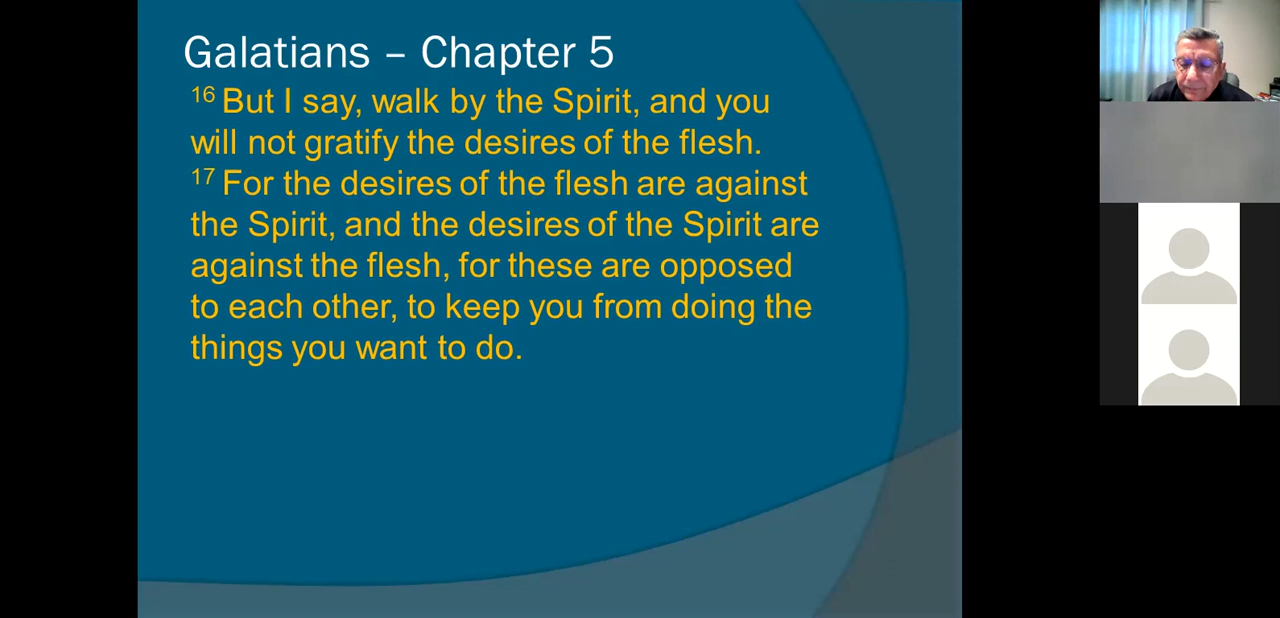 Galatians – Chapter 5
16 But I say, walk by the Spirit, and you
will not gratify the desires of the flesh.
17 For the desires of the flesh are against
the Spirit, and the desires of the Spirit are
against the flesh, for these are opposed
to each other, to keep you from doing the
things you want to do.